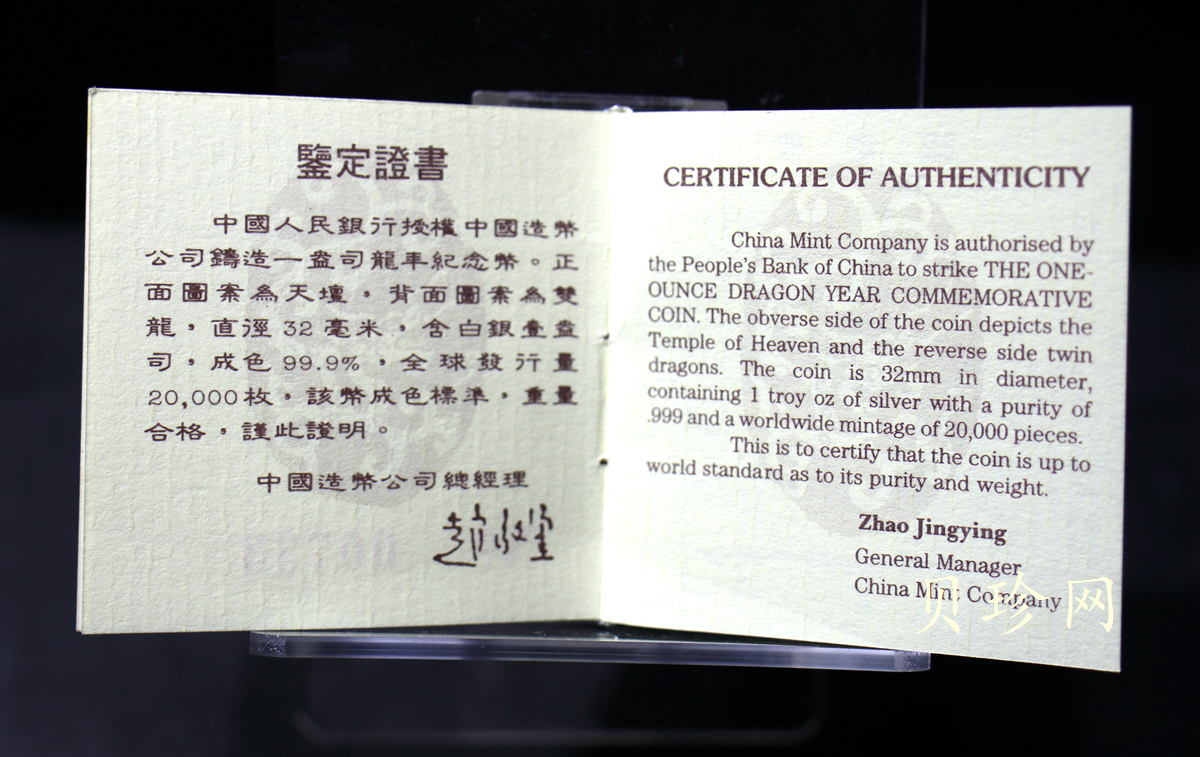 鑒定證書
中國人民銀行授權中國造幣
公司鑄造一盎司龍年紀念幣。正
面圖案為天壇，背面圖案為雙
龍，直徑32毫米，含白銀壹盎
司，成色99.9%，全球發行量
20,000枚。該幣成色標準，重量
合格，謹此證明。
中國造幣公司總經理
CERTIFICATE OF AUTHENTICITY
China Mint Company is authorised by
the People's Bank of China to strike THE ONE-
OUNCE DRAGON YEAR COMMEMORATIVE
COIN. The obverse side of the coin depicts the
Temple of Heaven and the reverse side twin
dragons. The coin is 32mm in diameter,
containing 1 troy oz of silver with a purity of
.999 and a worldwide mintage of 20,000 pieces.
This is to certify that the coin is up to
world standard as to its purity and weight.
Zhao Jingying
General Manager
China Mint Company
贝珍网